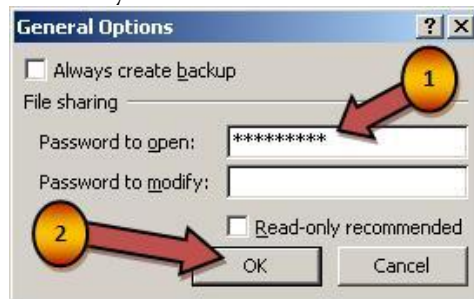 General Options ? X
Always create backup
1
File sharing
Password to open: *********
Password to modify:
2
Read-only recommended
OK Cancel